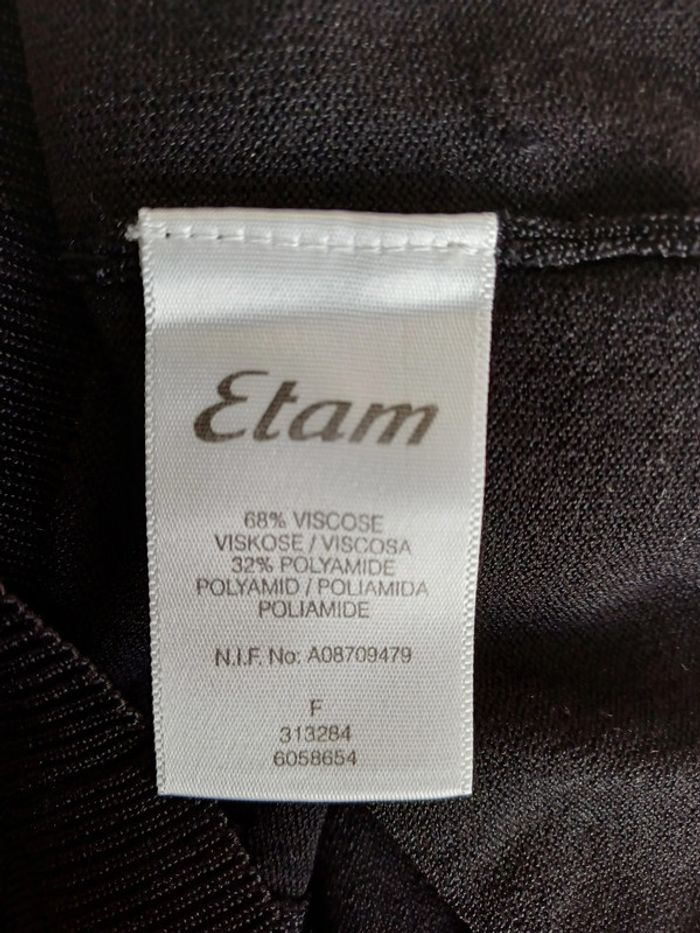 Etam
68% VISCOSE
VISKOSE / VISCOSA
32% POLYAMIDE
POLYAMID / POLIAMIDA
POLIAMIDE
N.I.F. No: A08709479
F
313284
6058654